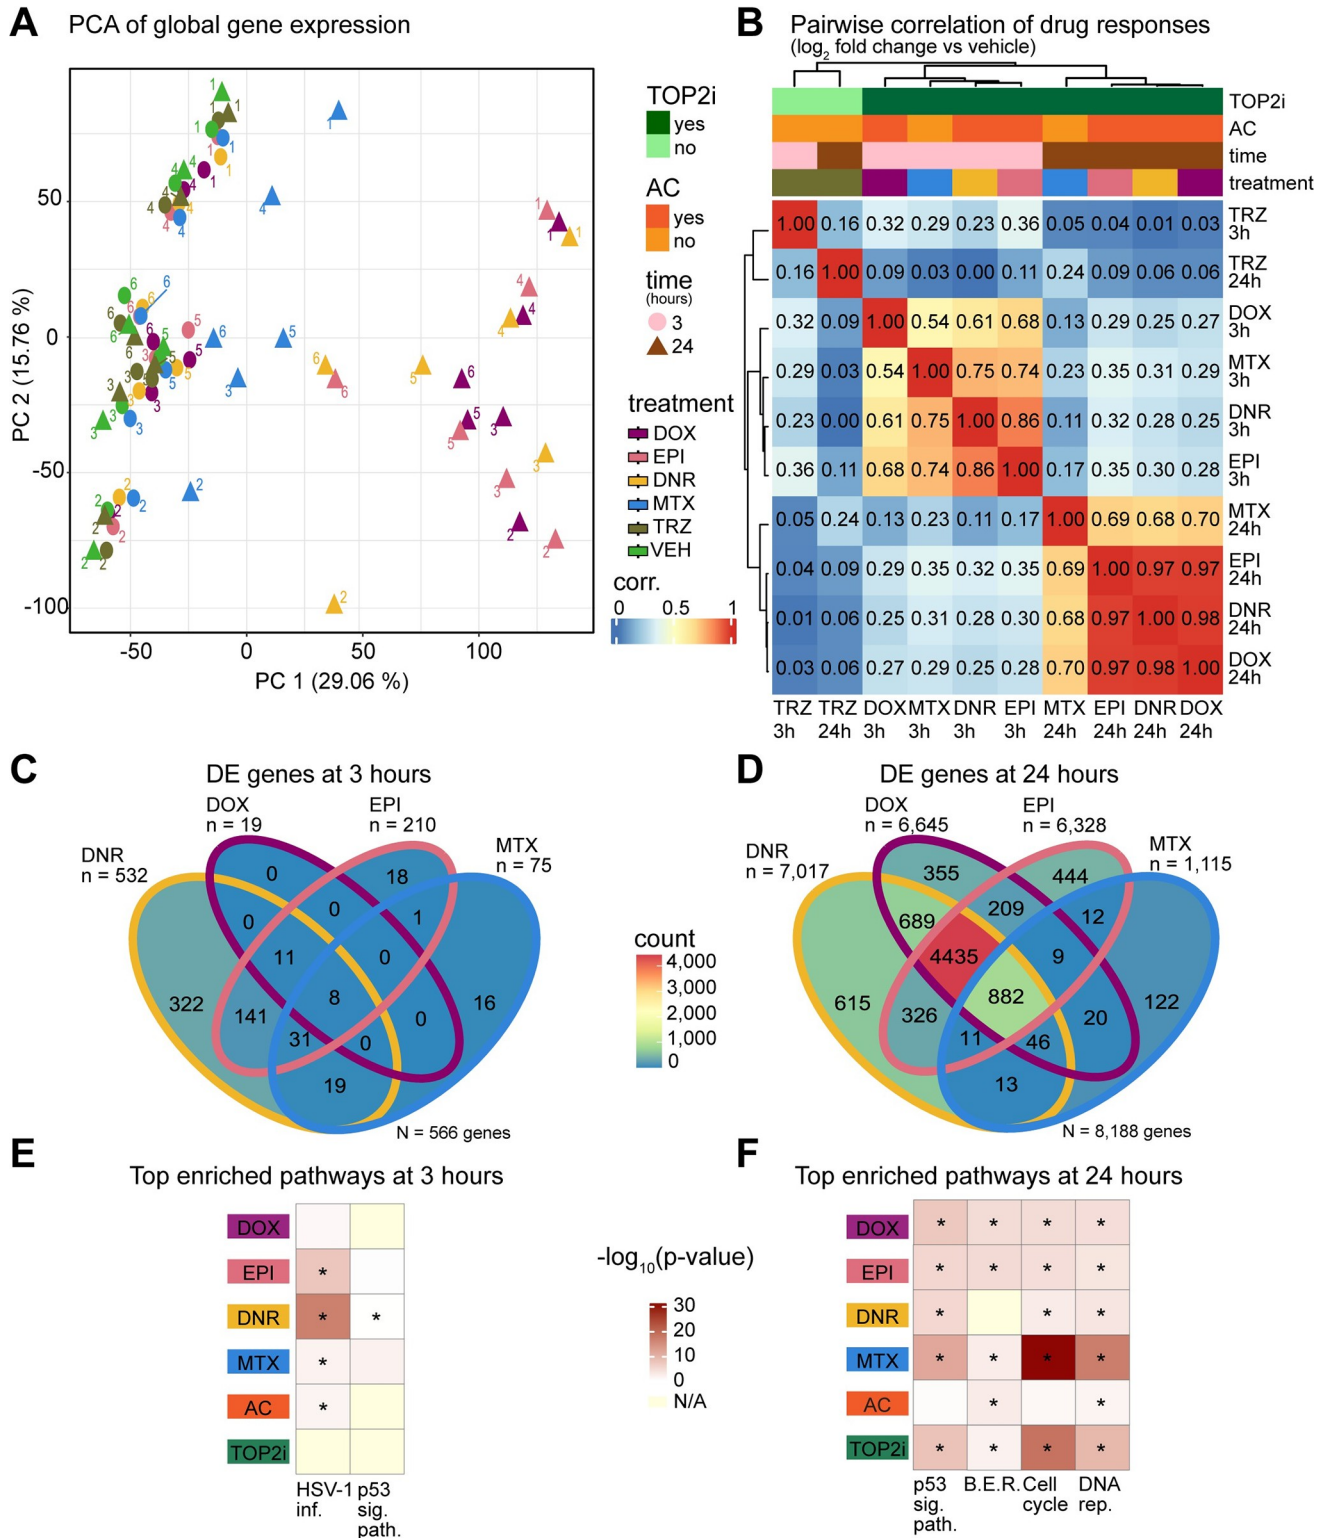 A PCA of global gene expression
50
0
-50
-100
PC 2 (15.76 %)
-50 0 50 100
PC 1 (29.06 %)
TOP2i
yes
no
AC
yes
no
time
(hours)
3
24
treatment
DOX
EPI
DNR
MTX
TRZ
VEH
corr.
0 0.5 1
B Pairwise correlation of drug responses
(log2 fold change vs vehicle)
TOP2i
AC
time
treatment
1.00 0.16 0.32 0.29 0.23 0.36 0.05 0.04 0.01 0.03 TRZ 3h
0.16 1.00 0.09 0.03 0.00 0.11 0.24 0.09 0.06 0.06 TRZ 24h
0.32 0.09 1.00 0.54 0.61 0.68 0.13 0.29 0.25 0.27 DOX 3h
0.29 0.03 0.54 1.00 0.75 0.74 0.23 0.35 0.31 0.29 MTX 3h
0.23 0.00 0.61 0.75 1.00 0.86 0.11 0.32 0.28 0.25 DNR 3h
0.36 0.11 0.68 0.74 0.86 1.00 0.17 0.35 0.30 0.28 EPI 3h
0.05 0.24 0.13 0.23 0.11 0.17 1.00 0.69 0.68 0.70 MTX 24h
0.04 0.09 0.29 0.35 0.32 0.35 0.69 1.00 0.97 0.97 EPI 24h
0.01 0.06 0.25 0.31 0.28 0.30 0.68 0.97 1.00 0.98 DNR 24h
0.03 0.06 0.27 0.29 0.25 0.28 0.70 0.97 0.98 1.00 DOX 24h
TRZ TRZ DOX MTX DNR EPI MTX EPI DNR DOX
3h 24h 3h 3h 3h 3h 24h 24h 24h 24h
C DE genes at 3 hours
DOX
n = 19
EPI
n = 210
DNR
n = 532
MTX
n = 75
0 18
0 0 1
11 0
322 141 8 0 16
31 0
19
N = 566 genes
count
4,000
3,000
2,000
1,000
0
D DE genes at 24 hours
DOX
n = 6,645
EPI
n = 6,328
DNR
n = 7,017
MTX
n = 1,115
355 444
689 209 12
4435 9
615 326 882 20 122
11 46
13
N = 8,188 genes
E Top enriched pathways at 3 hours
DOX
EPI *
DNR * *
MTX *
AC *
TOP2i
HSV-1 inf.
p53 sig. path.
-log10(p-value)
30
20
10
0
N/A
F Top enriched pathways at 24 hours
DOX * * * *
EPI * * * *
DNR * * *
MTX * * * *
AC * *
TOP2i * * * *
p53 sig. path.
B.E.R.
Cell cycle
DNA rep.